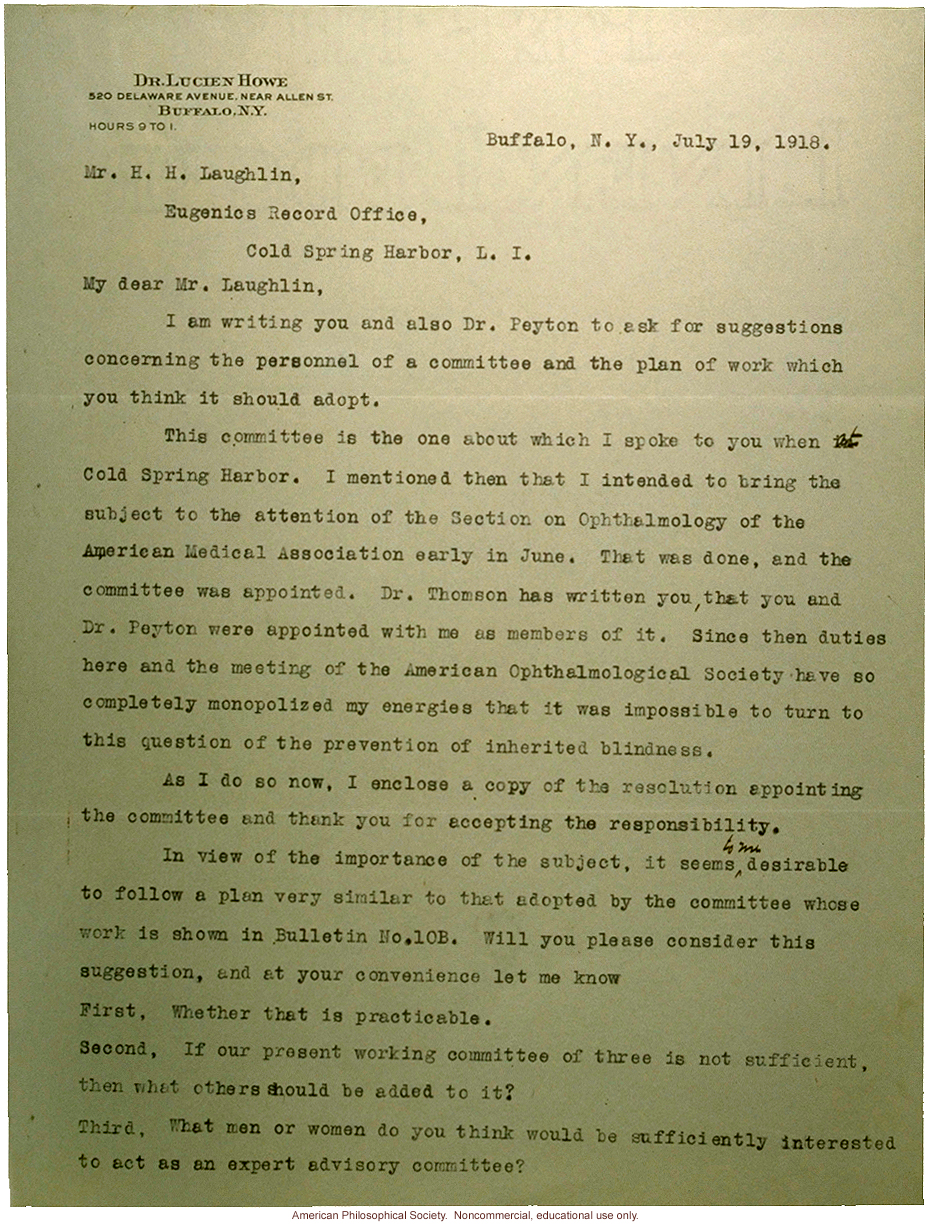 DR. LUCIEN HOWE
520 DELAWARE AVENUE, NEAR ALLEN ST.
BUFFALO, N.Y.
HOURS 9 TO 1.
Buffalo, N. Y., July 19, 1918.
Mr. H. H. Laughlin,
Eugenics Record Office,
Cold Spring Harbor, L. I.
My dear Mr. Laughlin,
I am writing you and also Dr. Peyton to ask for suggestions
concerning the personnel of a committee and the plan of work which
you think it should adopt.
This committee is the one about which I spoke to you when at
Cold Spring Harbor. I mentioned then that I intended to bring the
subject to the attention of the Section on Ophthalmology of the
American Medical Association early in June. That was done, and the
committee was appointed. Dr. Thomson has written you, that you and
Dr. Peyton were appointed with me as members of it. Since then duties
here and the meeting of the American Ophthalmological Society have so
completely monopolized my energies that it was impossible to turn to
this question of the prevention of inherited blindness.
As I do so now, I enclose a copy of the resolution appointing
the committee and thank you for accepting the responsibility.
In view of the importance of the subject, it seems to me desirable
to follow a plan very similar to that adopted by the committee whose
work is shown in Bulletin No.10B. Will you please consider this
suggestion, and at your convenience let me know
First, Whether that is practicable.
Second, If our present working committee of three is not sufficient,
then what others should be added to it?
Third, What men or women do you think would be sufficiently interested
to act as an expert advisory committee?
American Philosophical Society. Noncommercial, educational use only.